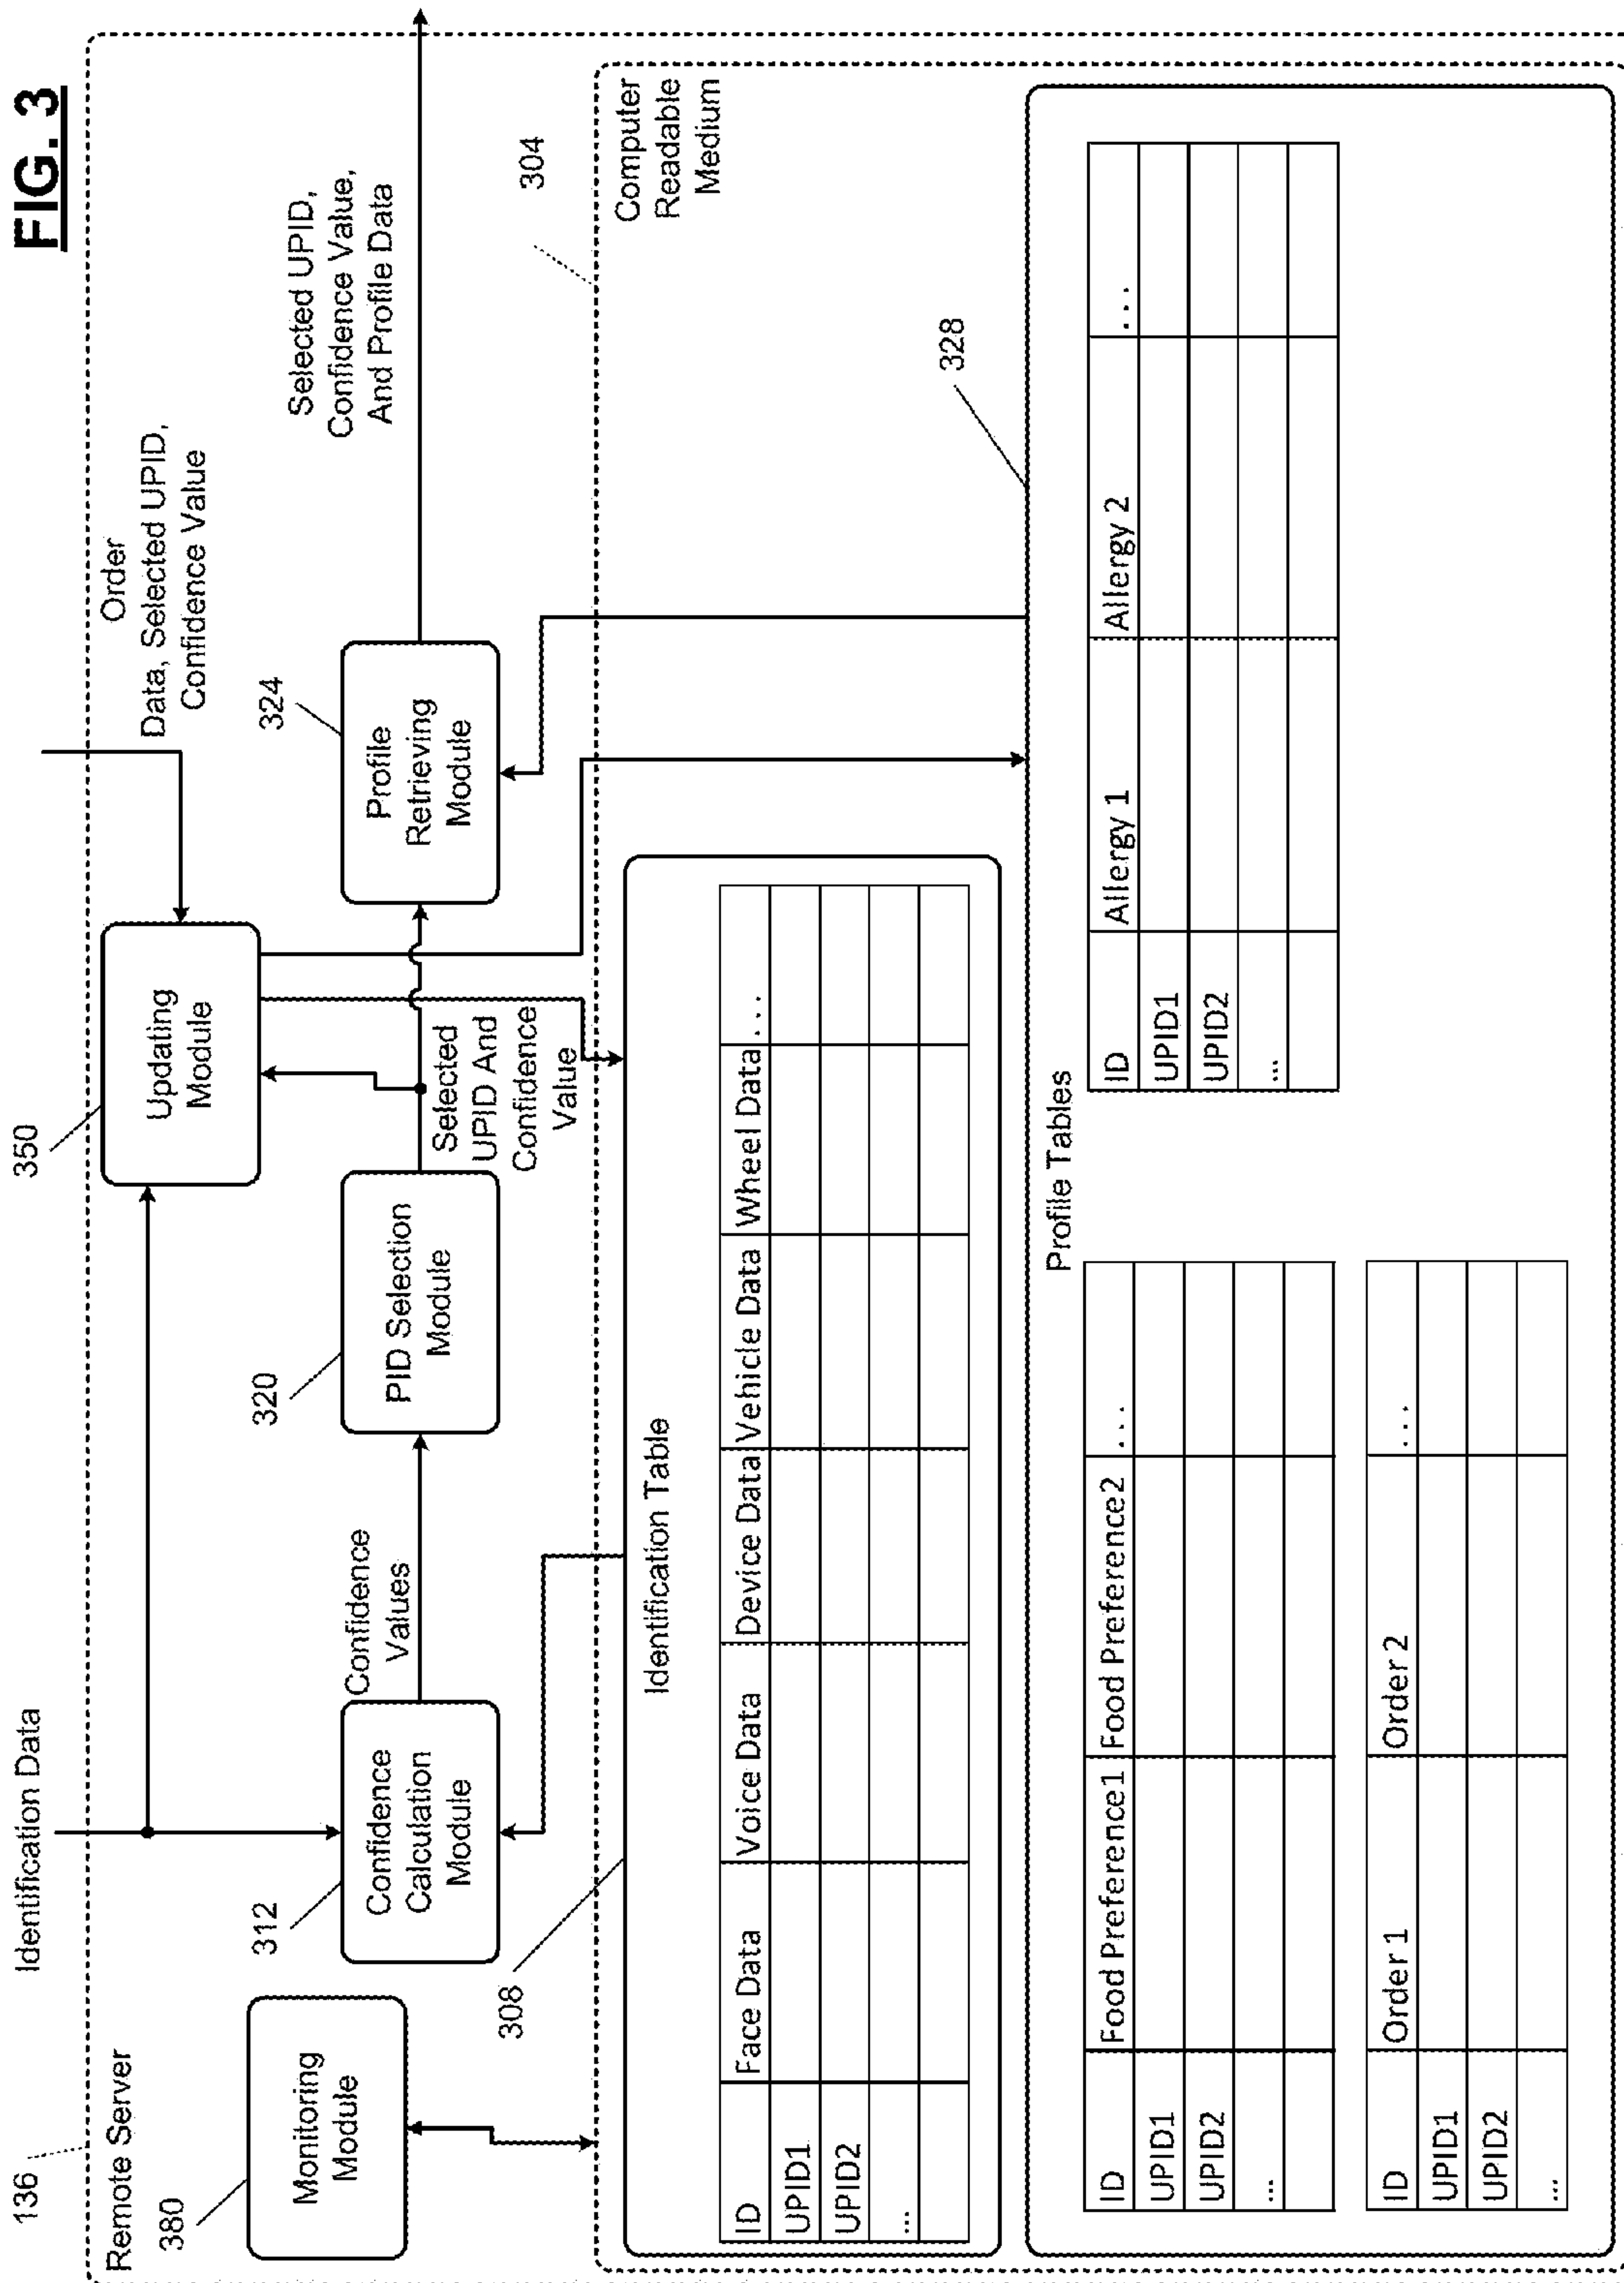 FIG. 3
136
Remote Server
Identification Data
350
Updating
Module
Order
Data, Selected UPID,
Confidence Value
380
Monitoring
Module
312
Confidence
Calculation
Module
Confidence
Values
320
PID Selection
Module
Selected
UPID And
Confidence
Value
324
Profile
Retrieving
Module
Selected UPID,
Confidence Value,
And Profile Data
304
Computer
Readable
Medium
308
Identification Table
ID Face Data Voice Data Device Data Vehicle Data Wheel Data ...
UPID1
UPID2
...
328
Profile Tables
ID Food Preference1 Food Preference2 ...
UPID1
UPID2
...
ID Allergy 1 Allergy 2 ...
UPID1
UPID2
...
ID Order 1 Order 2 ...
UPID1
UPID2
...